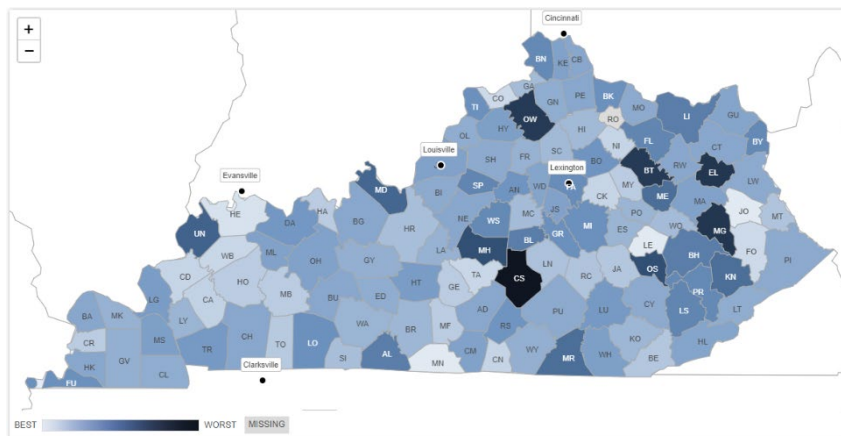 +
−
Cincinnati
BN
KE
CB
GA
CO
GN
PE
BK
TI
OW
MO
LI
GU
RO
HY
OL
HI
NI
FL
CT
BY
Louisville
SH
FR
SC
BO
BT
RW
EL
LW
Evansville
MD
SP
AN
WD
Lexington
FA
CK
MY
ME
MA
JO
MT
HE
HA
DA
BG
BI
NE
WS
MC
JS
GR
MI
ES
PO
WO
MG
FO
PI
UN
WB
ML
HR
LA
MH
BL
LE
BH
OS
KN
CD
OH
GY
TA
CS
LN
RC
JA
PR
LG
CA
HO
MB
BU
ED
HT
GE
LS
LT
BA
MK
LY
AD
RS
PU
LU
CY
CR
MS
CH
WA
BR
MF
HL
HK
GV
TR
TO
LO
SI
AL
MN
CM
CN
WY
MR
WH
KO
BE
FU
CL
Clarksville
BEST
WORST
MISSING